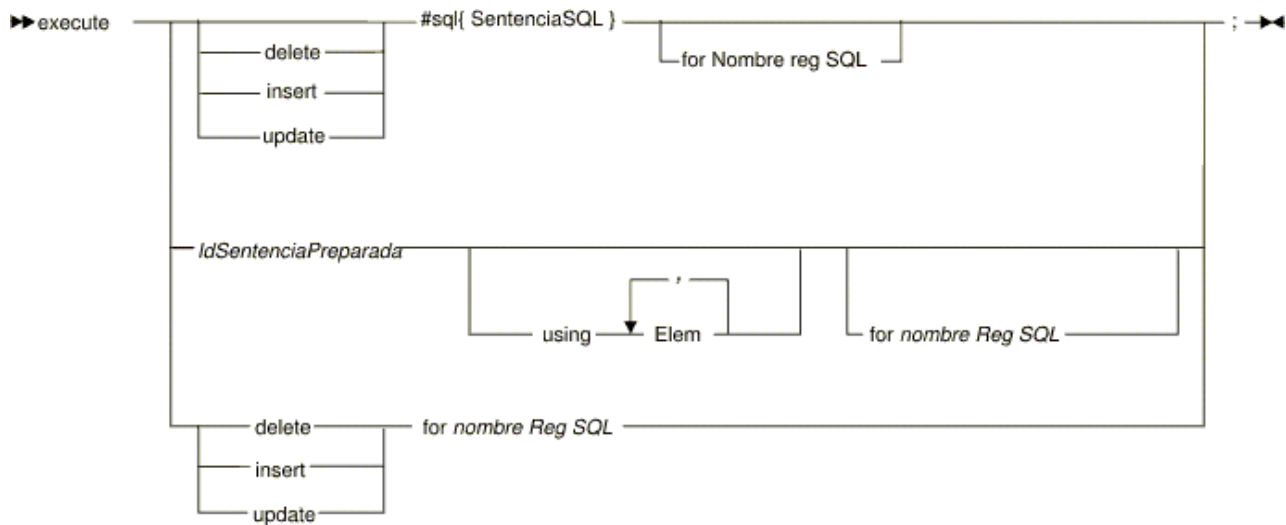 execute #sql{ SentenciaSQL } ;
delete
for Nombre reg SQL
insert
update
IdSentenciaPreparada
,
using Elem for nombre Reg SQL
delete for nombre Reg SQL
insert
update